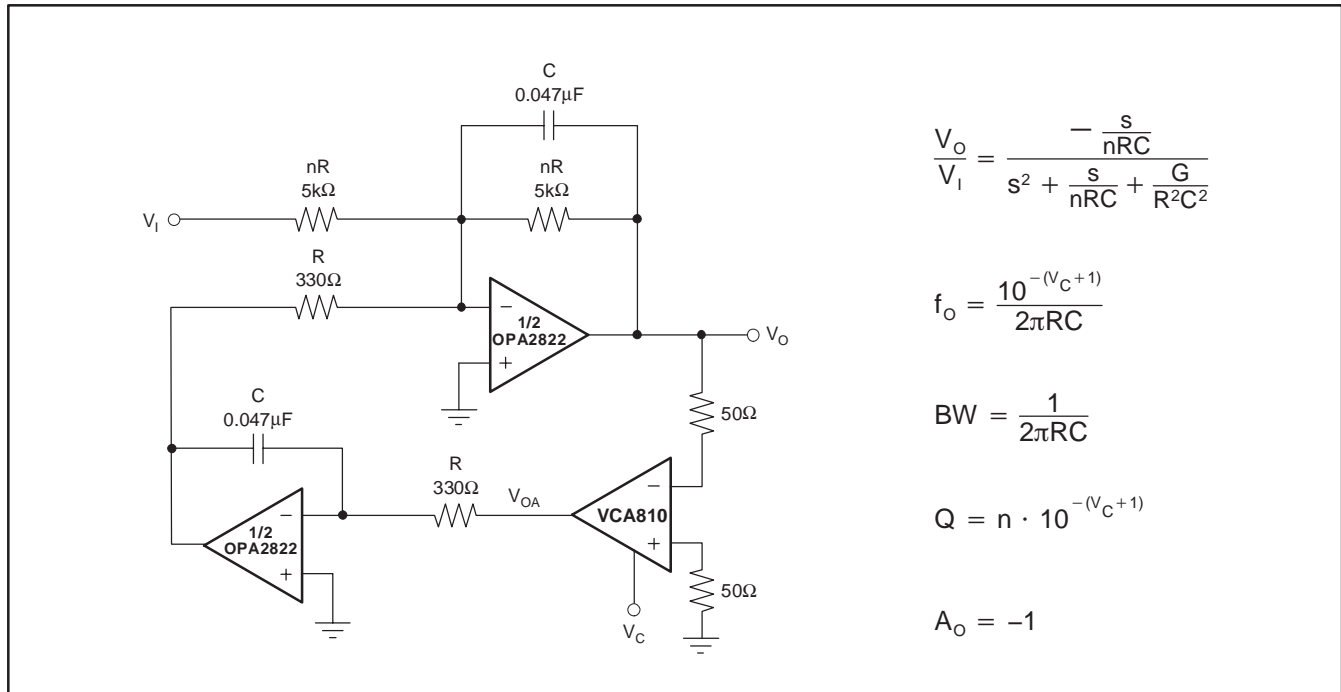 C
0.047μF
nR
5kΩ
nR
5kΩ
V_I
R
330Ω
−
+
1/2
OPA2822
V_O
C
0.047μF
50Ω
R
330Ω
V_OA
−
+
VCA810
−
+
1/2
OPA2822
50Ω
V_C
V_O/V_I = (− s/nRC)/(s² + s/nRC + G/R²C²)
f_O = 10^−(V_C+1)/2πRC
BW = 1/2πRC
Q = n · 10^−(V_C+1)
A_O = −1